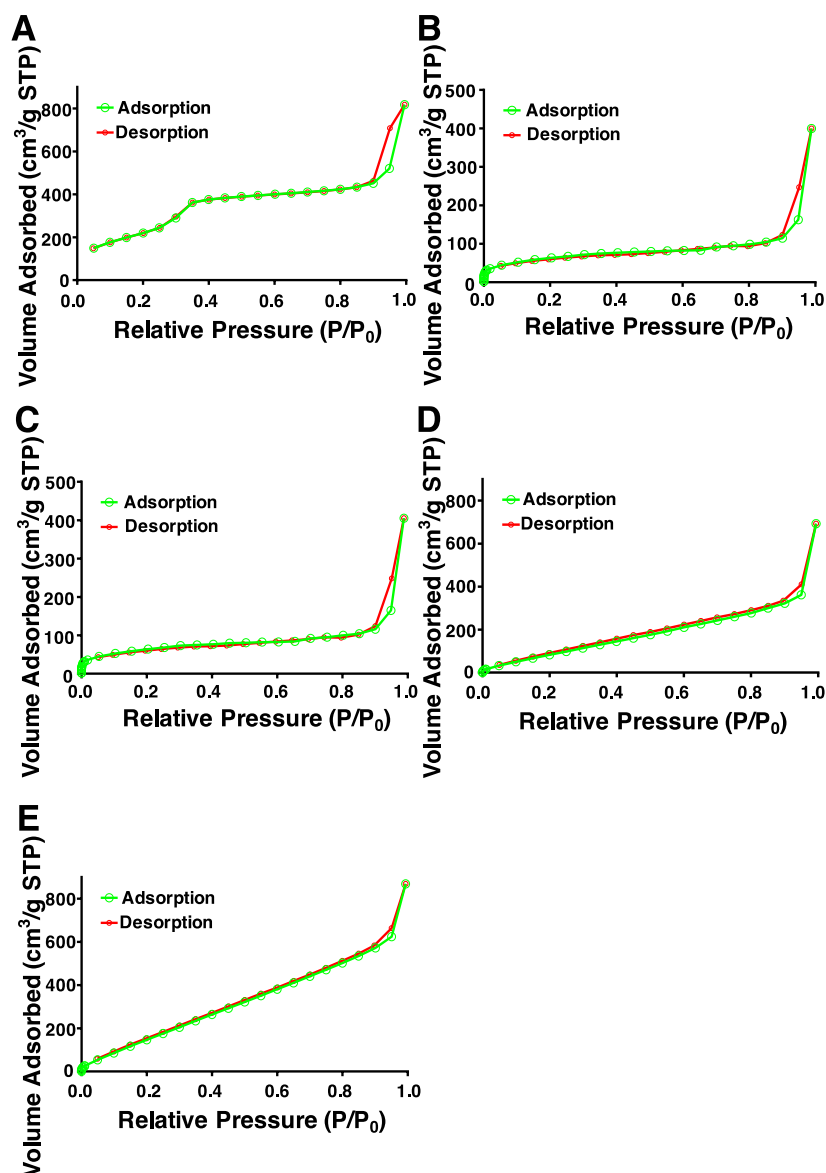 A
Volume Adsorbed (cm³/g STP)
Adsorption
Desorption
800
600
400
200
0
0.0 0.2 0.4 0.6 0.8 1.0
Relative Pressure (P/P₀)
B
Volume Adsorbed (cm³/g STP)
500
Adsorption
Desorption
400
300
200
100
0
0.0 0.2 0.4 0.6 0.8 1.0
Relative Pressure (P/P₀)
C
Volume Adsorbed (cm³/g STP)
500
Adsorption
Desorption
400
300
200
100
0
0.0 0.2 0.4 0.6 0.8 1.0
Relative Pressure (P/P₀)
D
Volume Adsorbed (cm³/g STP)
800
Adsorption
Desorption
600
400
200
0
0.0 0.2 0.4 0.6 0.8 1.0
Relative Pressure (P/P₀)
E
Volume Adsorbed (cm³/g STP)
800
Adsorption
Desorption
600
400
200
0
0.0 0.2 0.4 0.6 0.8 1.0
Relative Pressure (P/P₀)